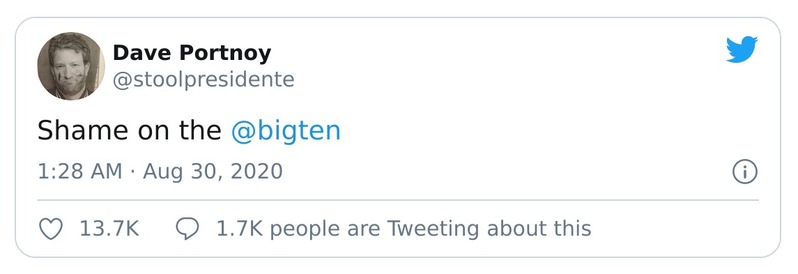 Dave Portnoy
@stoolpresidente
Shame on the @bigten
1:28 AM · Aug 30, 2020
13.7K 1.7K people are Tweeting about this